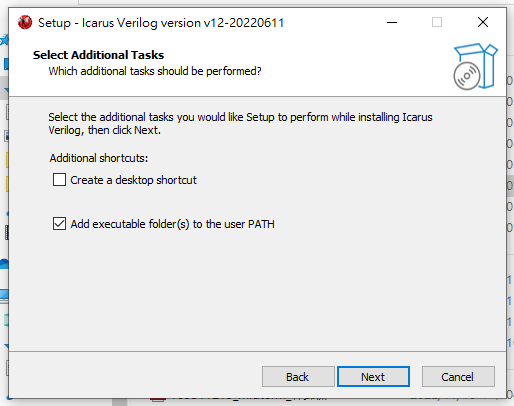 Setup - Icarus Verilog version v12-20220611
Select Additional Tasks
Which additional tasks should be performed?
Select the additional tasks you would like Setup to perform while installing Icarus
Verilog, then click Next.
Additional shortcuts:
Create a desktop shortcut
Add executable folder(s) to the user PATH
Back
Next
Cancel